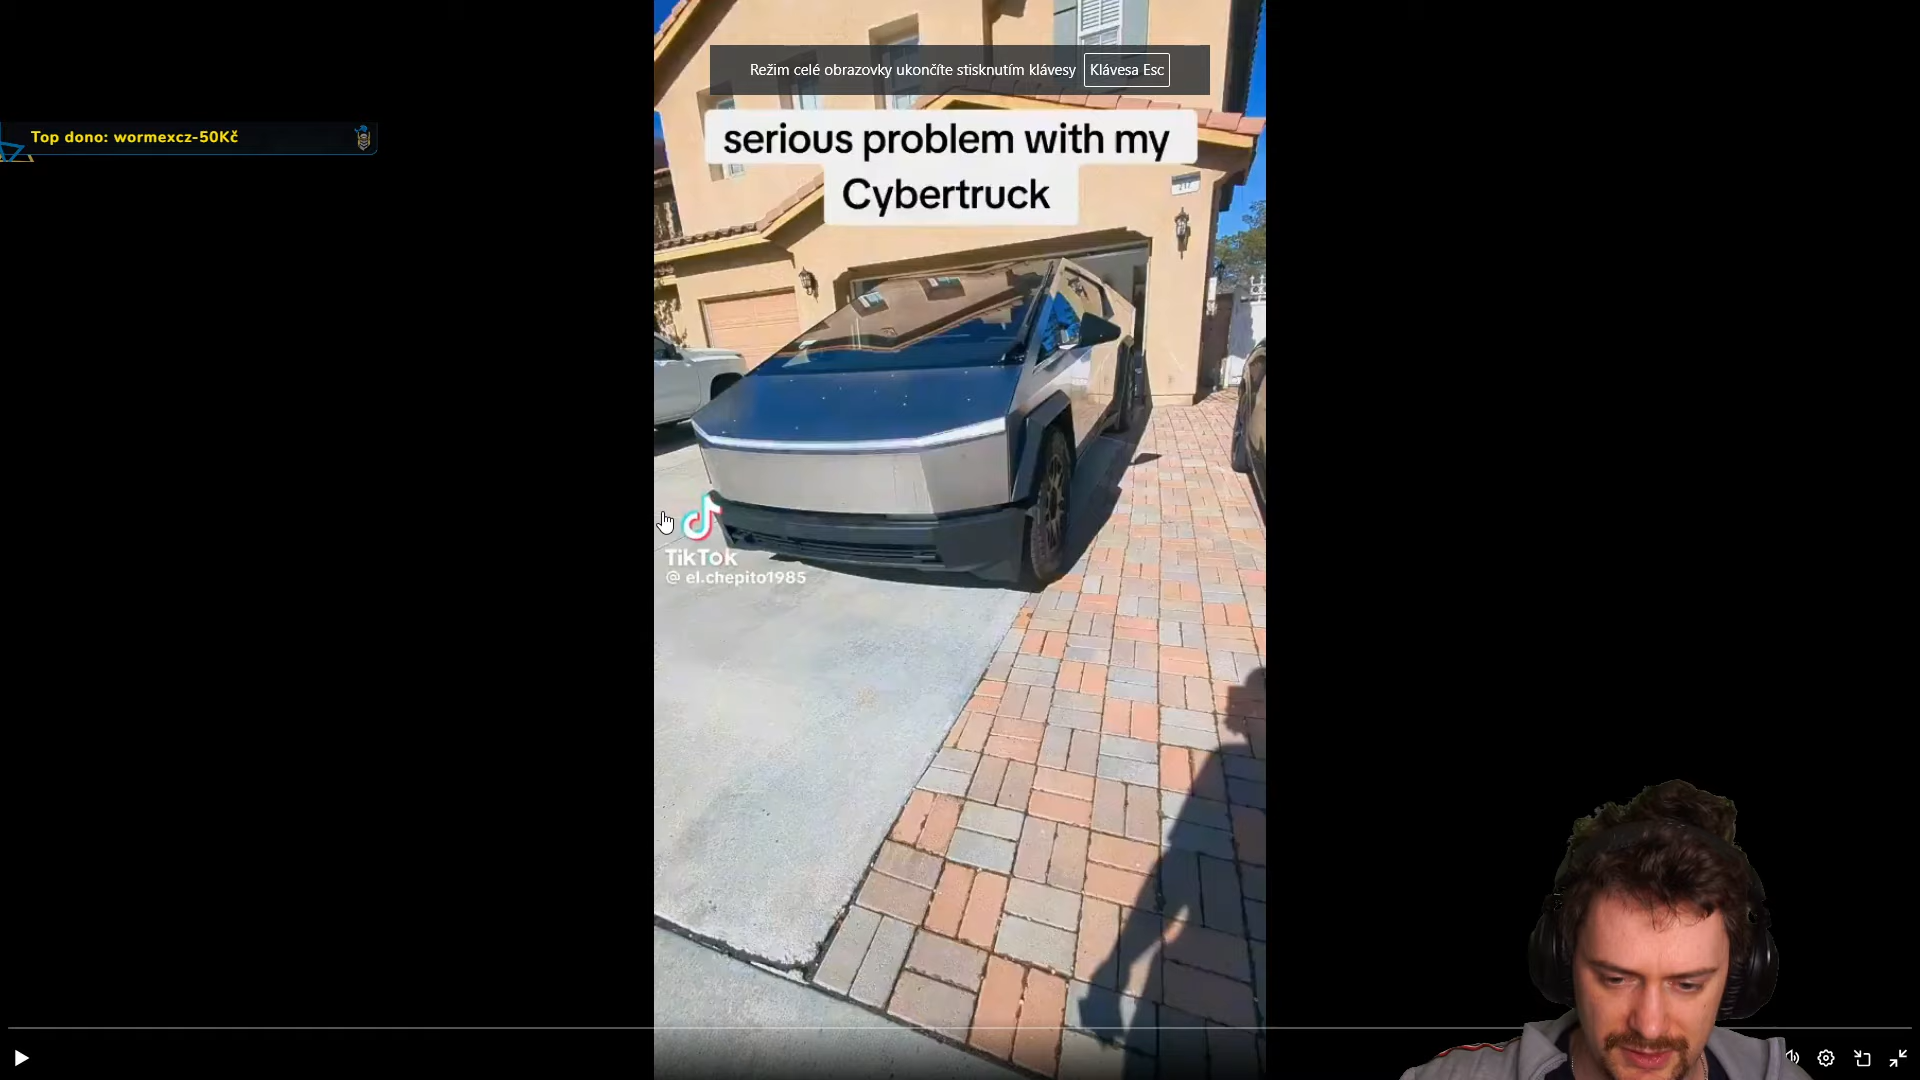 Režim celé obrazovky ukončíte stisknutím klávesy Klávesa Esc
Top dono: wormexcz-50Kč
serious problem with my
Cybertruck
TikTok
@ el.chepito1985